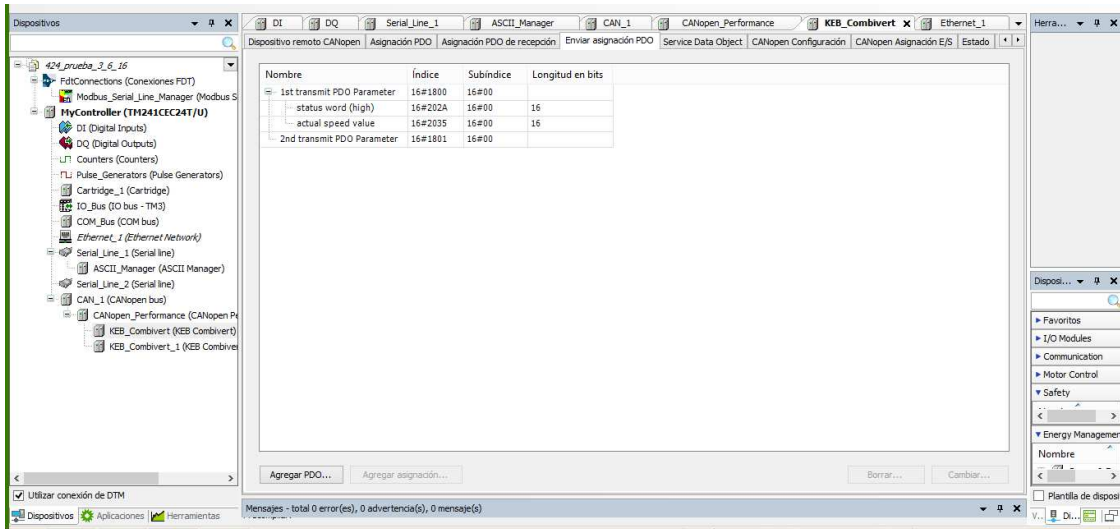 Dispositivos
424_prueba_3_6_16
FdtConnections (Conexiones FDT)
Modbus_Serial_Line_Manager (Modbus S
MyController (TM241CEC24T/U)
DI (Digital Inputs)
DQ (Digital Outputs)
Counters (Counters)
Pulse_Generators (Pulse Generators)
Cartridge_1 (Cartridge)
IO_Bus (IO bus - TM3)
COM_Bus (COM bus)
Ethernet_1 (Ethernet Network)
Serial_Line_1 (Serial line)
ASCII_Manager (ASCII Manager)
Serial_Line_2 (Serial line)
CAN_1 (CANopen bus)
CANopen_Performance (CANopen Pe
KEB_Combivert (KEB Combivert)
KEB_Combivert_1 (KEB Combiver
Utilizar conexión de DTM
Dispositivos Aplicaciones Herramientas
DI DQ Serial_Line_1 ASCII_Manager CAN_1 CANopen_Performance KEB_Combivert Ethernet_1
Dispositivo remoto CANopen Asignación PDO Asignación PDO de recepción Enviar asignación PDO Service Data Object CANopen Configuración CANopen Asignación E/S Estado
Nombre Índice Subíndice Longitud en bits
1st transmit PDO Parameter 16#1800 16#00
status word (high) 16#202A 16#00 16
actual speed value 16#2035 16#00 16
2nd transmit PDO Parameter 16#1801 16#00
Agregar PDO... Agregar asignación... Borrar... Cambiar...
Mensajes - total 0 error(es), 0 advertencia(s), 0 mensaje(s)
Herra...
Disposi...
Favoritos
I/O Modules
Communication
Motor Control
Safety
Energy Managemen
Nombre
Plantilla de disposi
V... Di...